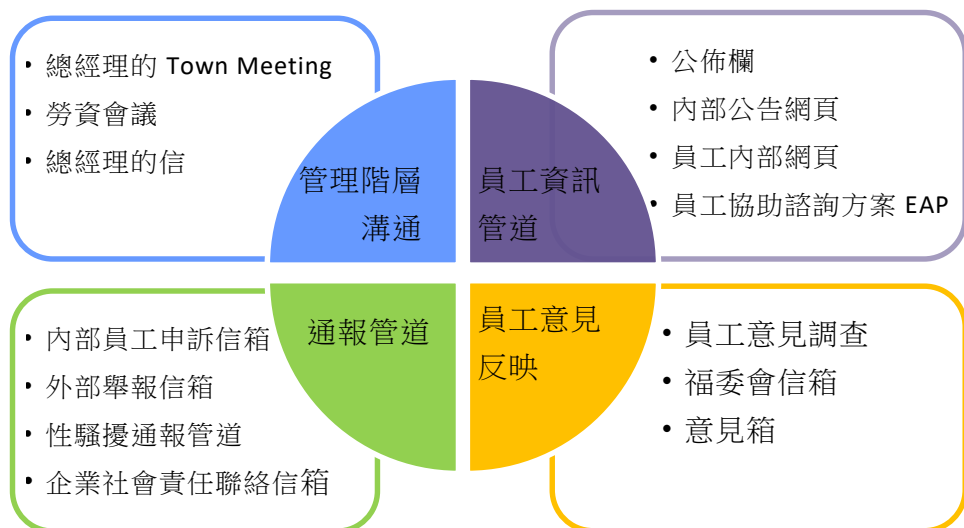 • 總經理的 Town Meeting
• 勞資會議
• 總經理的信
管理階層
溝通
員工資訊
管道
• 公佈欄
• 內部公告網頁
• 員工內部網頁
• 員工協助諮詢方案 EAP
• 內部員工申訴信箱
• 外部舉報信箱
• 性騷擾通報管道
• 企業社會責任聯絡信箱
通報管道
員工意見
反映
• 員工意見調查
• 福委會信箱
• 意見箱